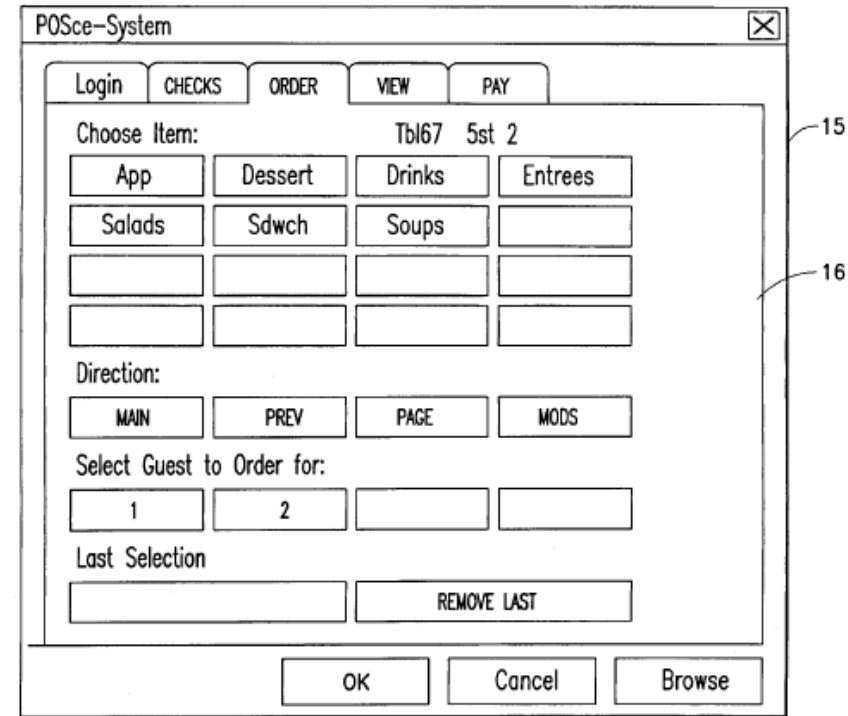 POSce-System
Login CHECKS ORDER VIEW PAY
Choose Item: Tbl67 5st 2
15
App Dessert Drinks Entrees
Salads Sdwch Soups
16
Direction:
MAIN PREV PAGE MODS
Select Guest to Order for:
1 2
Last Selection
REMOVE LAST
OK Cancel Browse